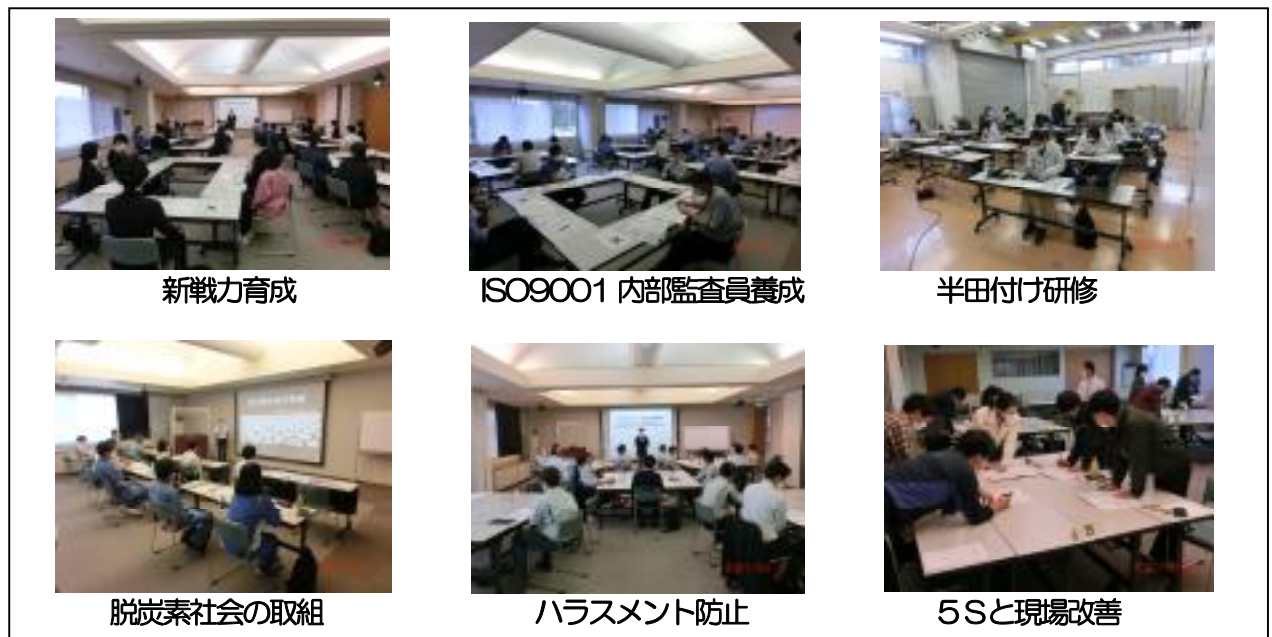 新戦力育成
ISO9001 内部監査員養成
半田付け研修
脱炭素社会の取組
ハラスメント防止
5Sと現場改善